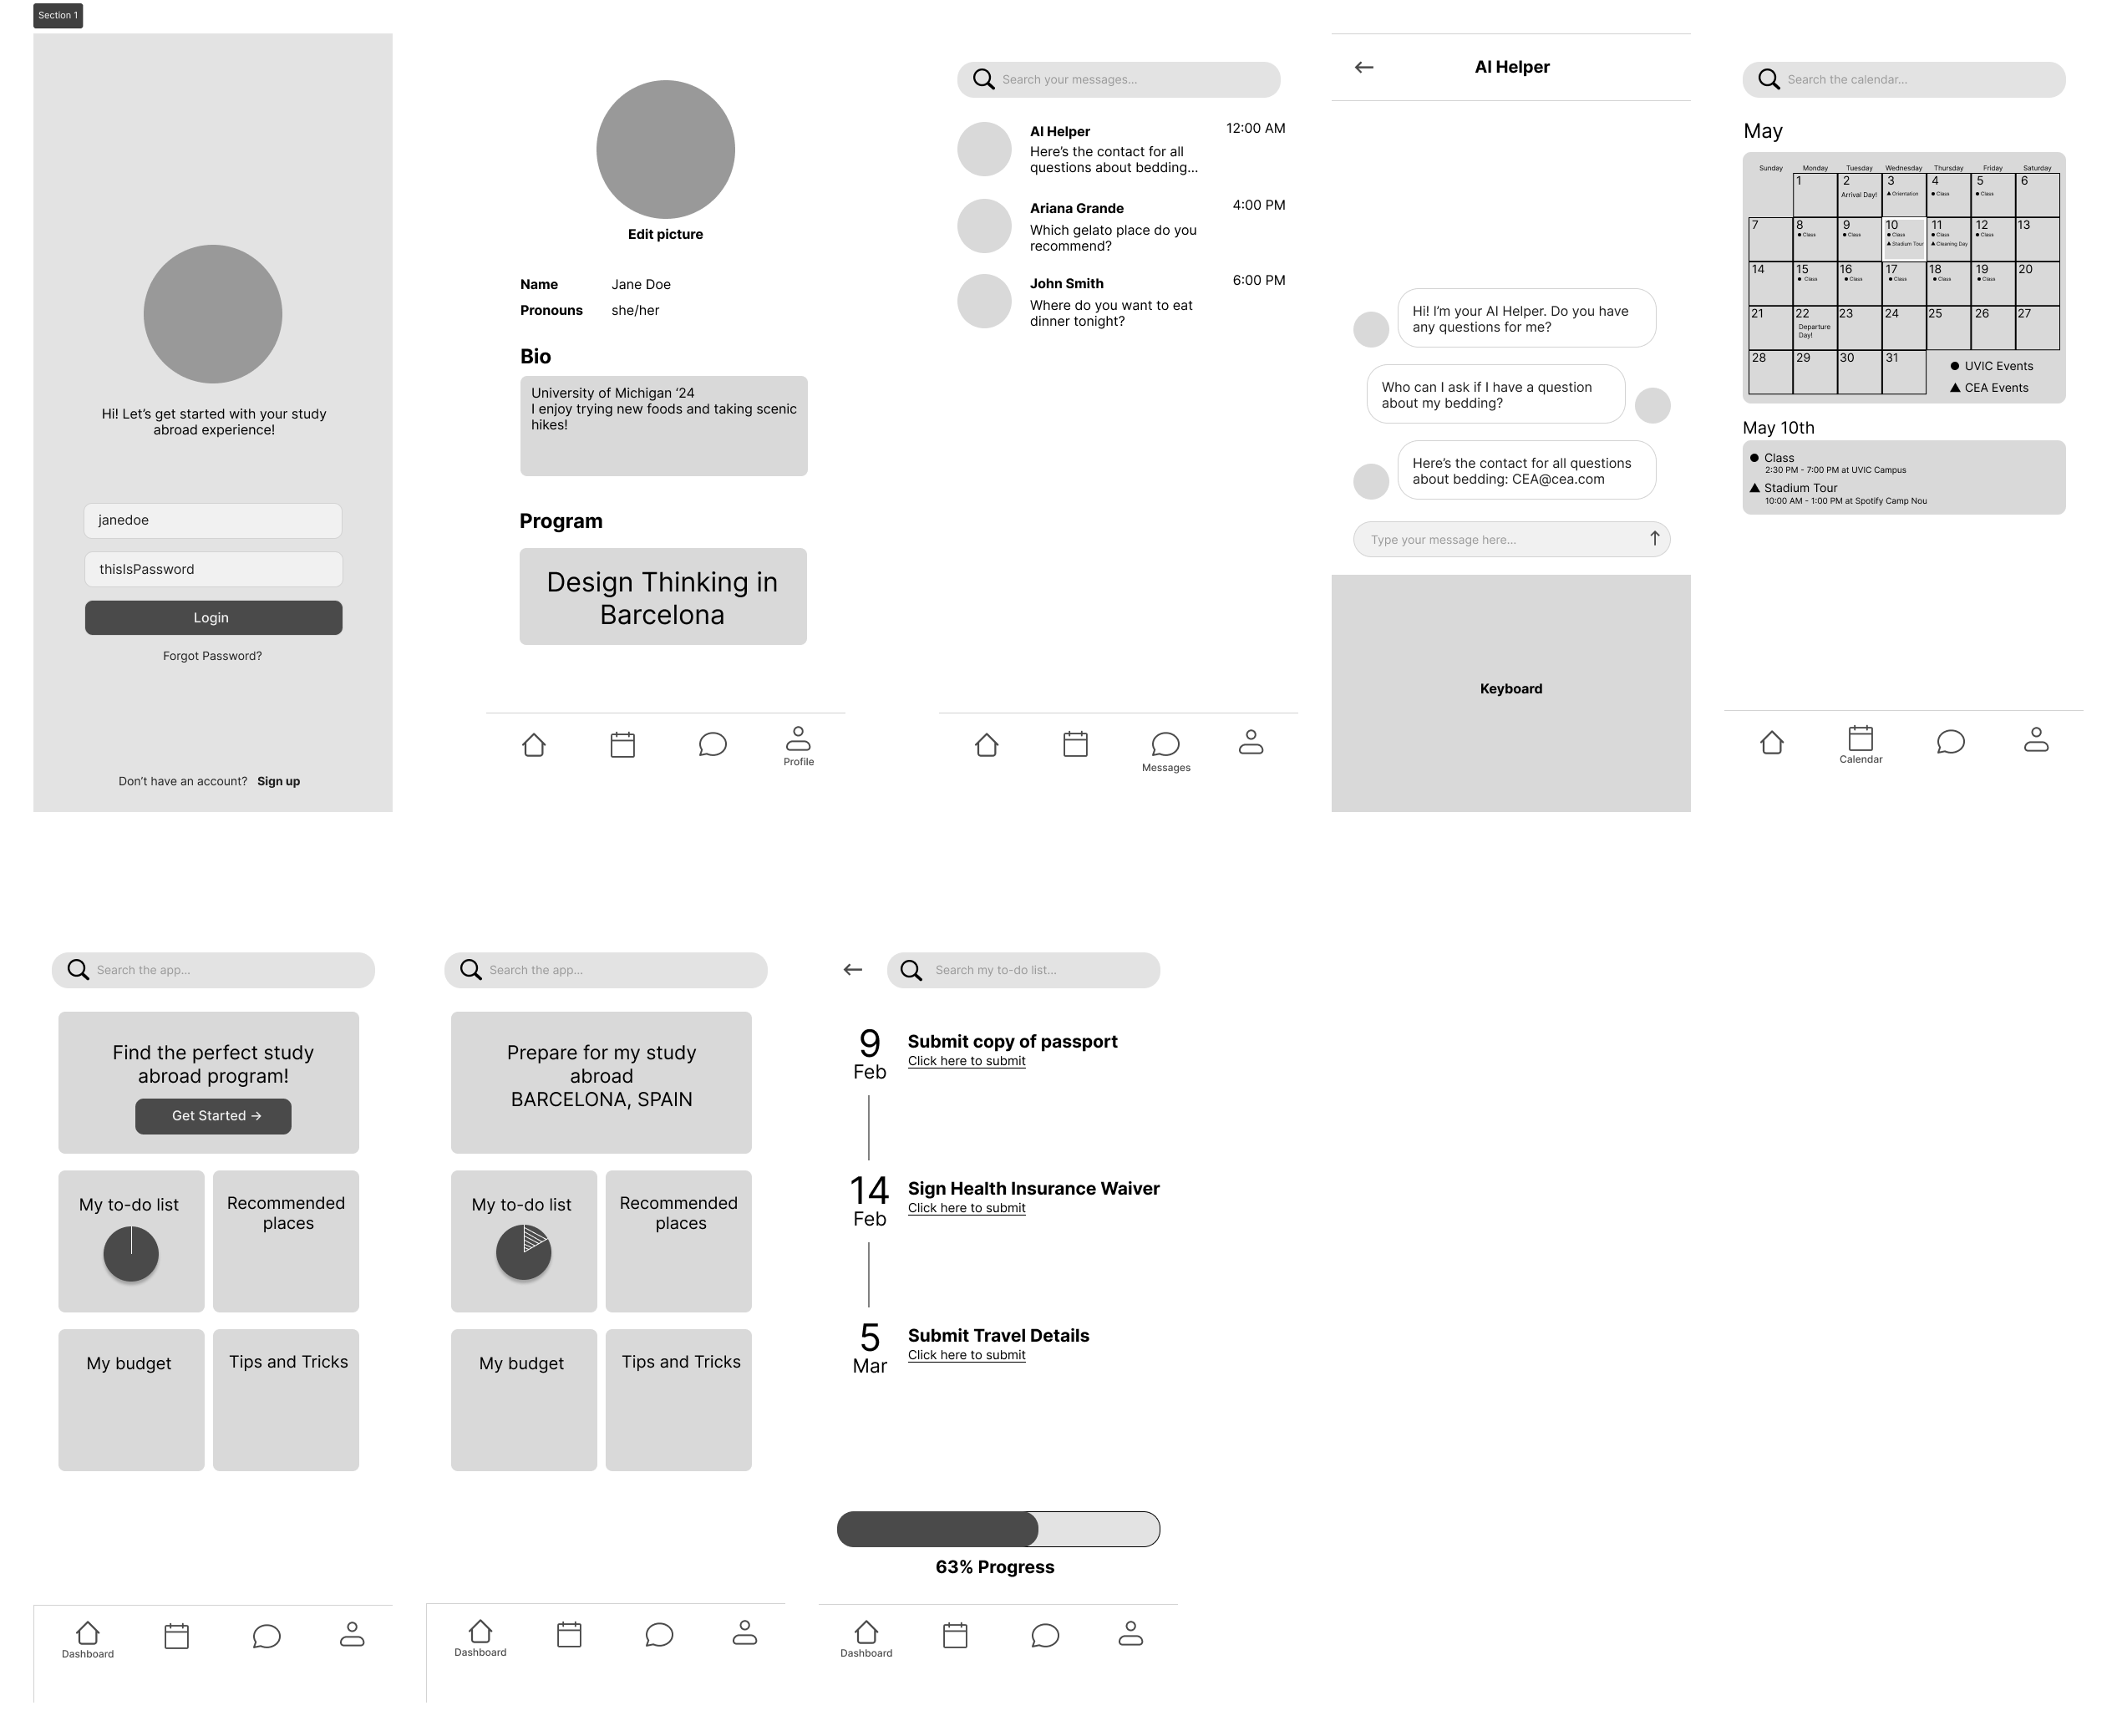 Section 1
Hi! Let's get started with your study
abroad experience!
janedoe
thisIsPassword
Login
Forgot Password?
Don't have an account? Sign up
Edit picture
Name Jane Doe
Pronouns she/her
Bio
University of Michigan ‘24
I enjoy trying new foods and taking scenic
hikes!
Program
Design Thinking in
Barcelona
Profile
Search your messages...
AI Helper 12:00 AM
Here's the contact for all
questions about bedding...
Ariana Grande 4:00 PM
Which gelato place do you
recommend?
John Smith 6:00 PM
Where do you want to eat
dinner tonight?
Messages
AI Helper
Hi! I'm your AI Helper. Do you have
any questions for me?
Who can I ask if I have a question
about my bedding?
Here's the contact for all questions
about bedding: CEA@cea.com
Type your message here...
Keyboard
Search the calendar...
May
Sunday Monday Tuesday Wednesday Thursday Friday Saturday
1 2 3 4 5 6
Arrival Day! Orientation Class Class
7 8 9 10 11 12 13
Class Class Class Class Class
Stadium Tour Cleaning Day
14 15 16 17 18 19 20
Class Class Class Class Class
21 22 23 24 25 26 27
Departure
Day!
28 29 30 31
UVIC Events
CEA Events
May 10th
Class
2:30 PM - 7:00 PM at UVIC Campus
Stadium Tour
10:00 AM - 1:00 PM at Spotify Camp Nou
Calendar
Search the app...
Find the perfect study
abroad program!
Get Started →
My to-do list
Recommended
places
My budget
Tips and Tricks
Dashboard
Search the app...
Prepare for my study
abroad
BARCELONA, SPAIN
My to-do list
Recommended
places
My budget
Tips and Tricks
Dashboard
Search my to-do list...
9
Feb
Submit copy of passport
Click here to submit
14
Feb
Sign Health Insurance Waiver
Click here to submit
5
Mar
Submit Travel Details
Click here to submit
63% Progress
Dashboard